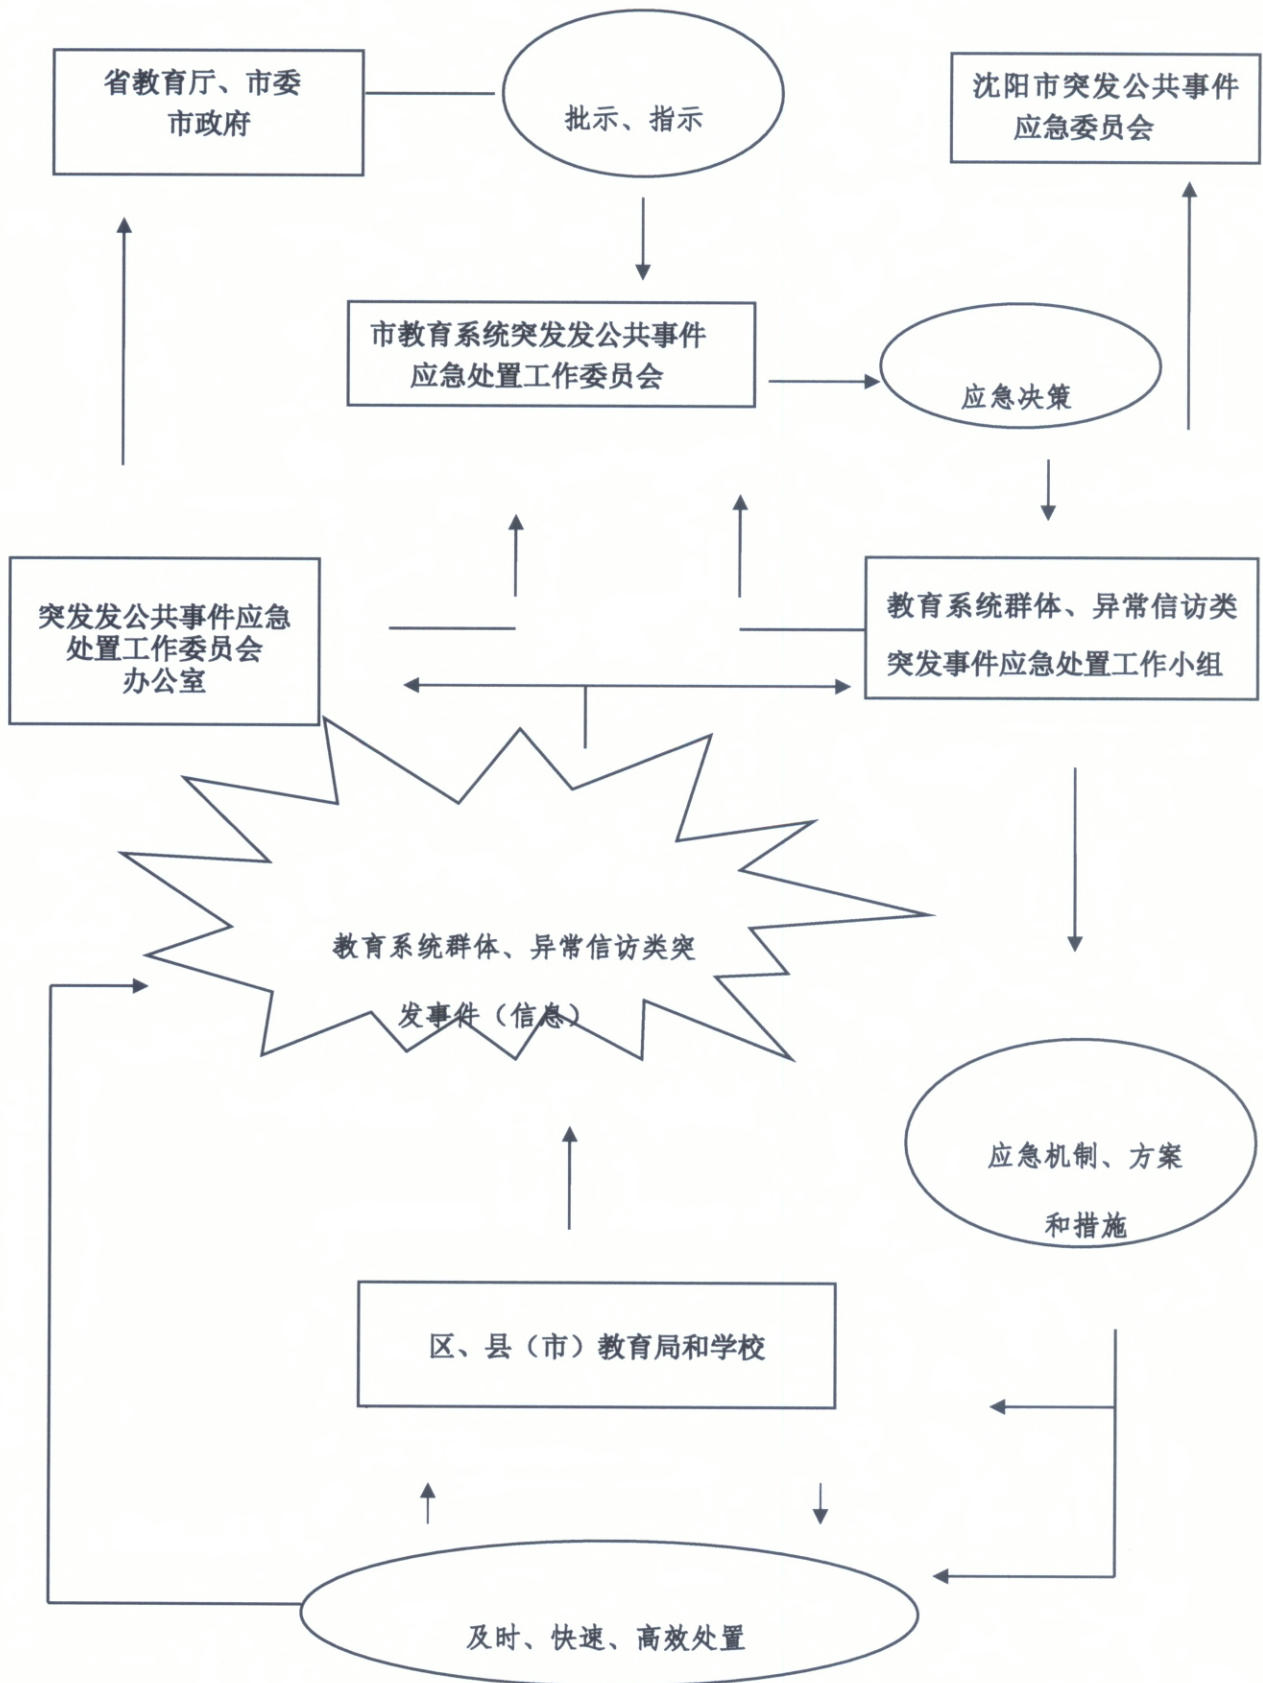 省教育厅、市委
市政府
批示、指示
沈阳市突发公共事件
应急委员会
市教育系统突发发公共事件
应急处置工作委员会
应急决策
突发发公共事件应急
处置工作委员会
办公室
教育系统群体、异常信访类
突发事件应急处置工作小组
教育系统群体、异常信访类突
发事件（信息）
应急机制、方案
和措施
区、县（市）教育局和学校
及时、快速、高效处置